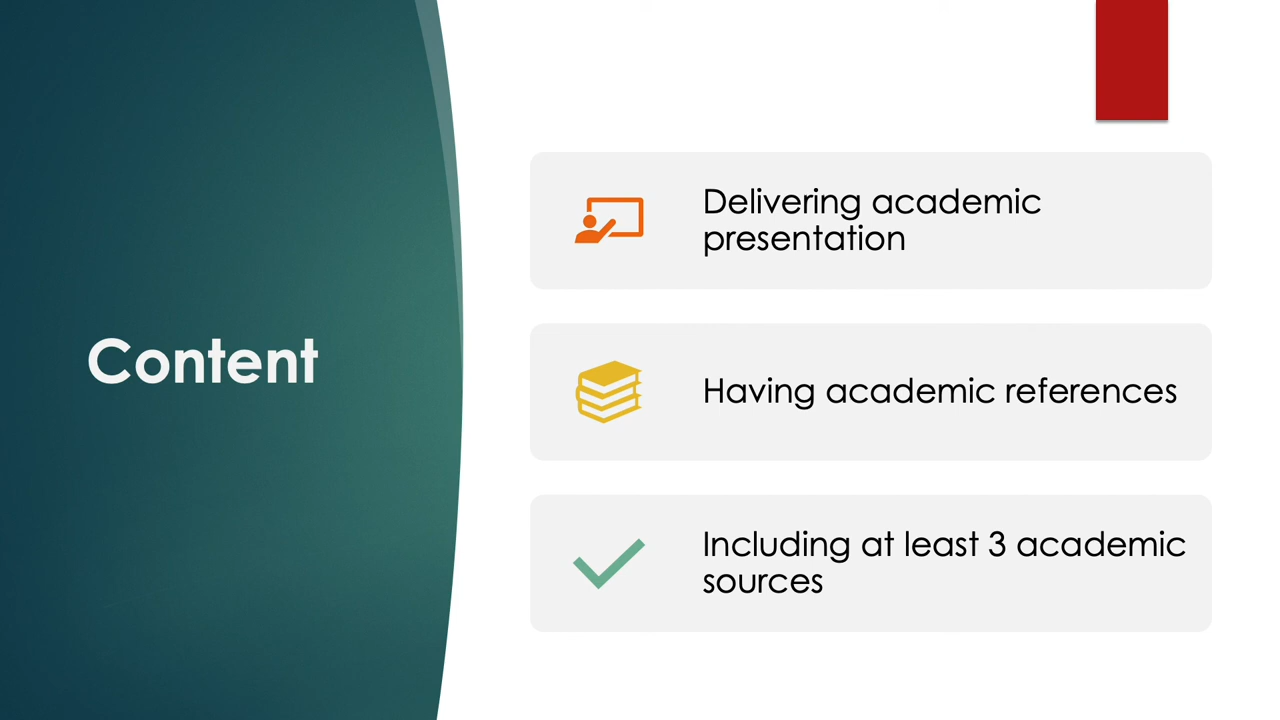 Content
Delivering academic
presentation
Having academic references
Including at least 3 academic
sources